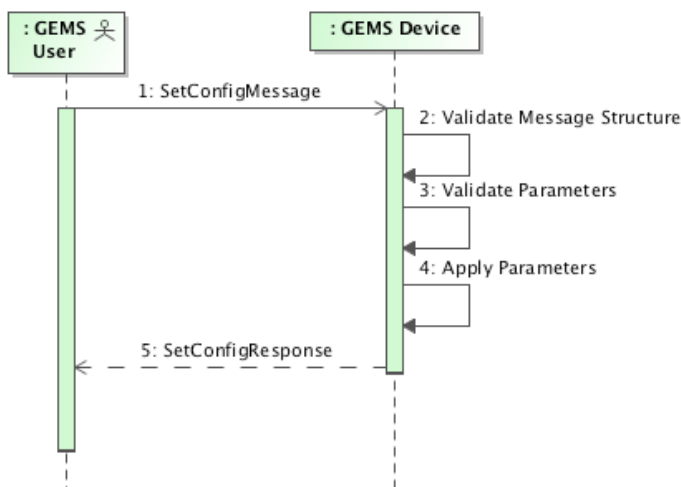 : GEMS
User
: GEMS Device
1: SetConfigMessage
2: Validate Message Structure
3: Validate Parameters
4: Apply Parameters
5: SetConfigResponse